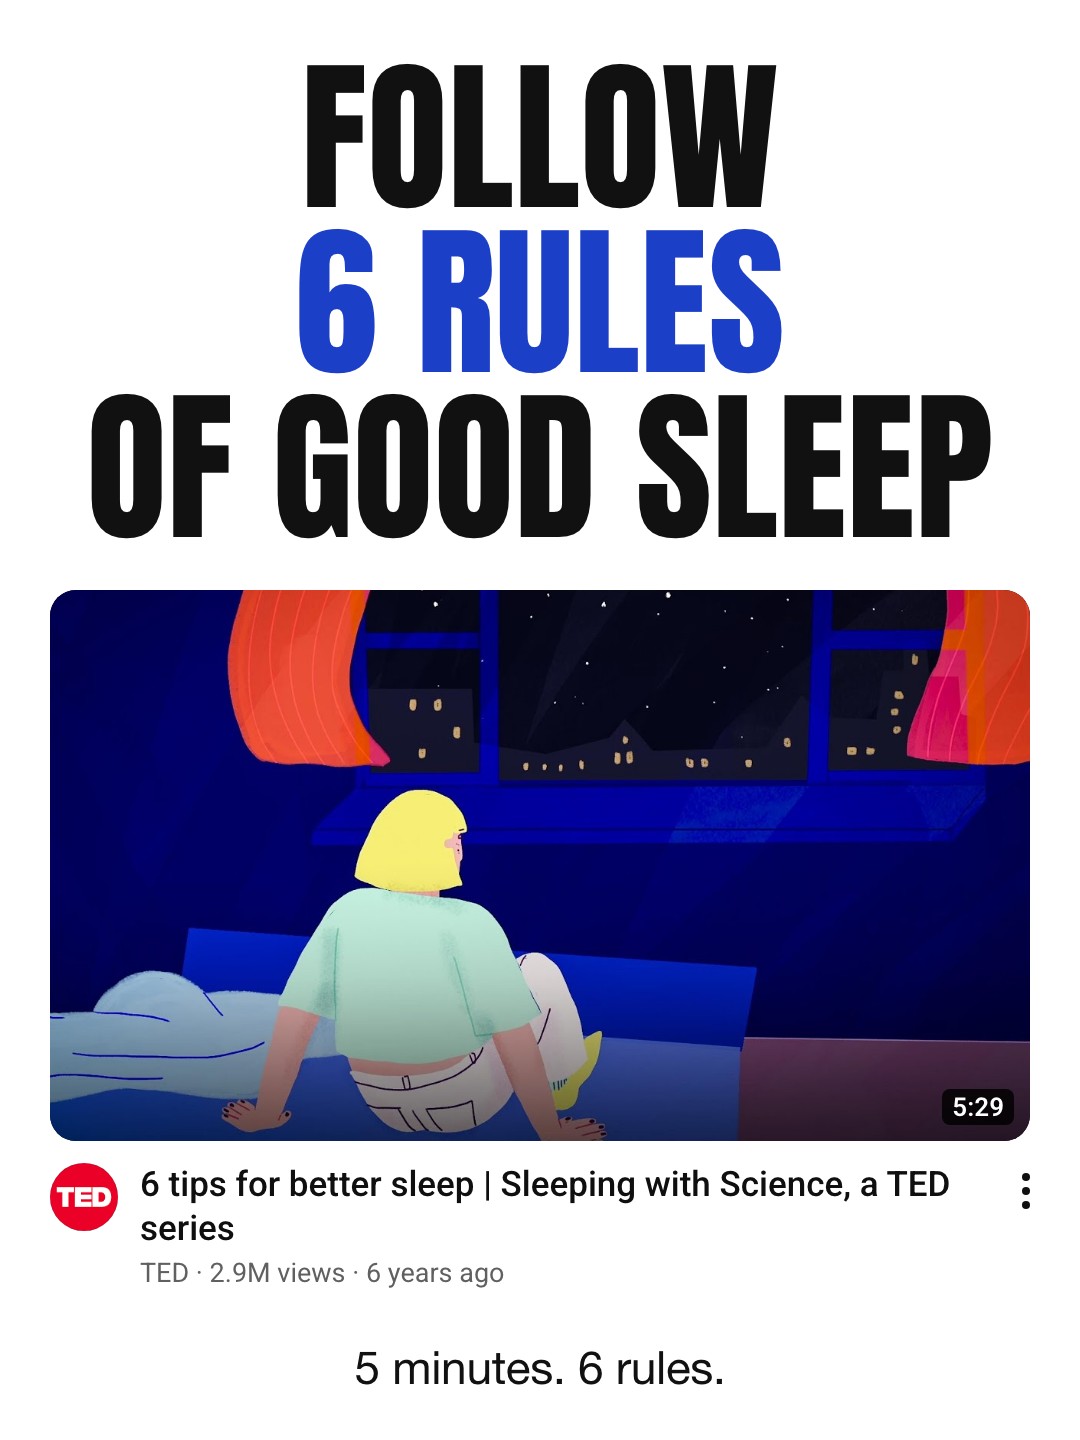 FOLLOW
6 RULES
OF GOOD SLEEP
5:29
TED
6 tips for better sleep | Sleeping with Science, a TED
series
TED · 2.9M views · 6 years ago
5 minutes. 6 rules.